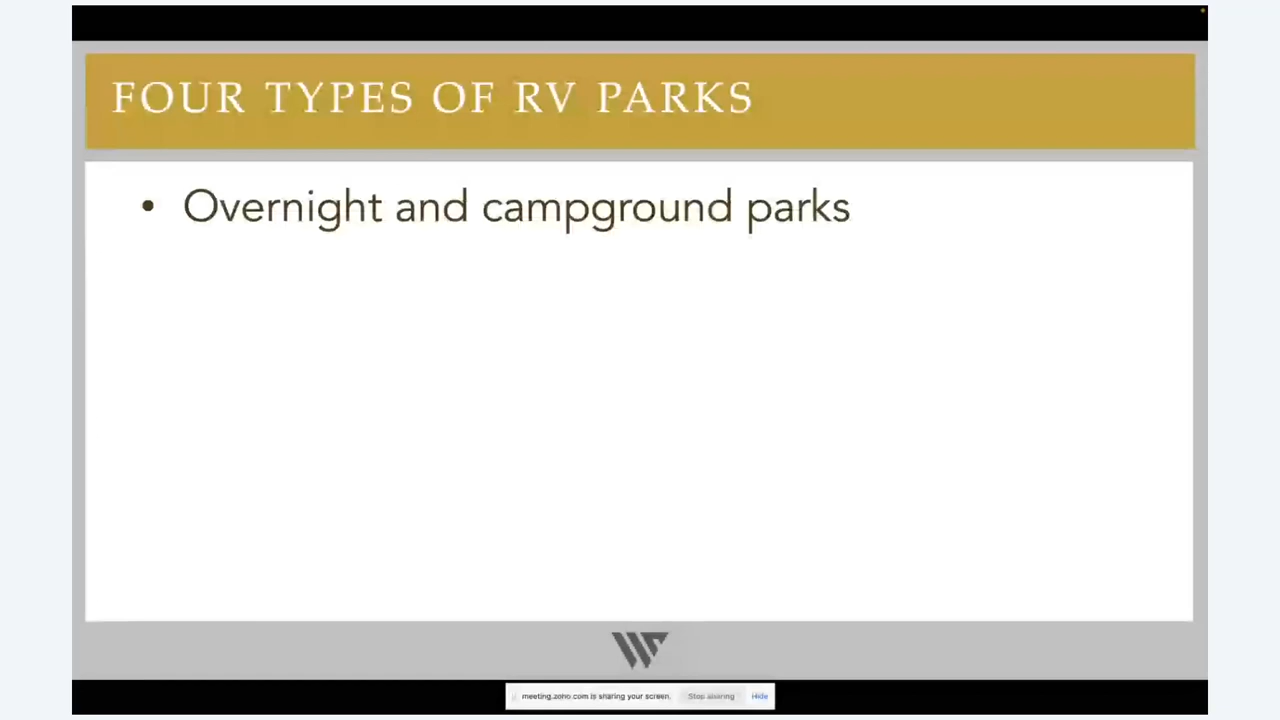 FOUR TYPES OF RV PARKS
• Overnight and campground parks
meeting.zoho.com is sharing your screen. Stop sharing Hide